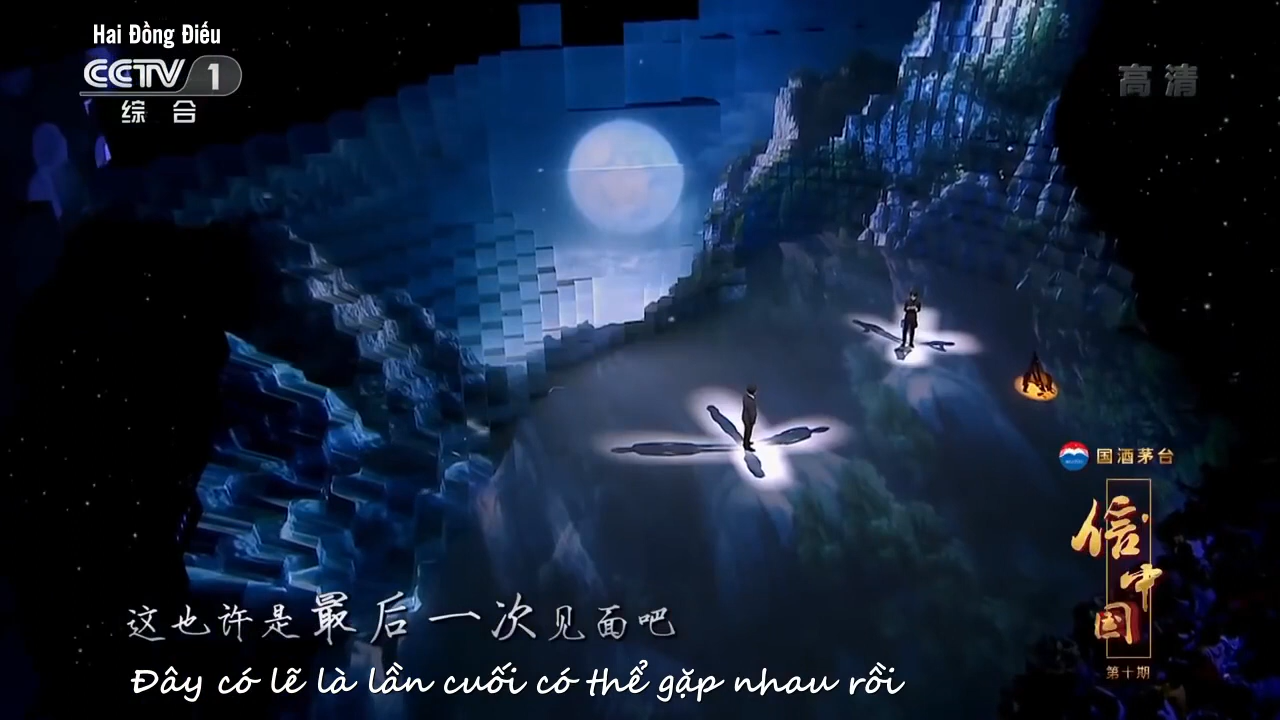 Hai Đồng Điếu
CCTV 1
综合
高清
国酒茅台
信中国
第十期
这也许是最后一次见面吧
Đây có lẽ là lần cuối có thể gặp nhau rồi